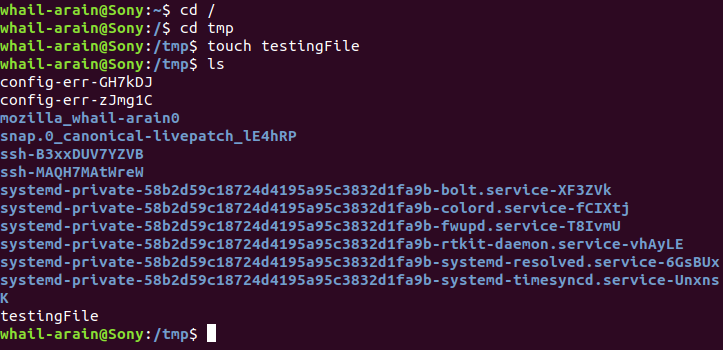 whail-arain@Sony:~$ cd /
whail-arain@Sony:/$ cd tmp
whail-arain@Sony:/tmp$ touch testingFile
whail-arain@Sony:/tmp$ ls
config-err-GH7kDJ
config-err-zJmg1C
mozilla_whail-arain0
snap.0_canonical-livepatch_lE4hRP
ssh-B3xxDUV7YZVB
ssh-MAQH7MAtWreW
systemd-private-58b2d59c18724d4195a95c3832d1fa9b-bolt.service-XF3ZVk
systemd-private-58b2d59c18724d4195a95c3832d1fa9b-colord.service-fCIXtj
systemd-private-58b2d59c18724d4195a95c3832d1fa9b-fwupd.service-T8IvmU
systemd-private-58b2d59c18724d4195a95c3832d1fa9b-rtkit-daemon.service-vhAyLE
systemd-private-58b2d59c18724d4195a95c3832d1fa9b-systemd-resolved.service-6GsBUx
systemd-private-58b2d59c18724d4195a95c3832d1fa9b-systemd-timesyncd.service-Unxns
K
testingFile
whail-arain@Sony:/tmp$